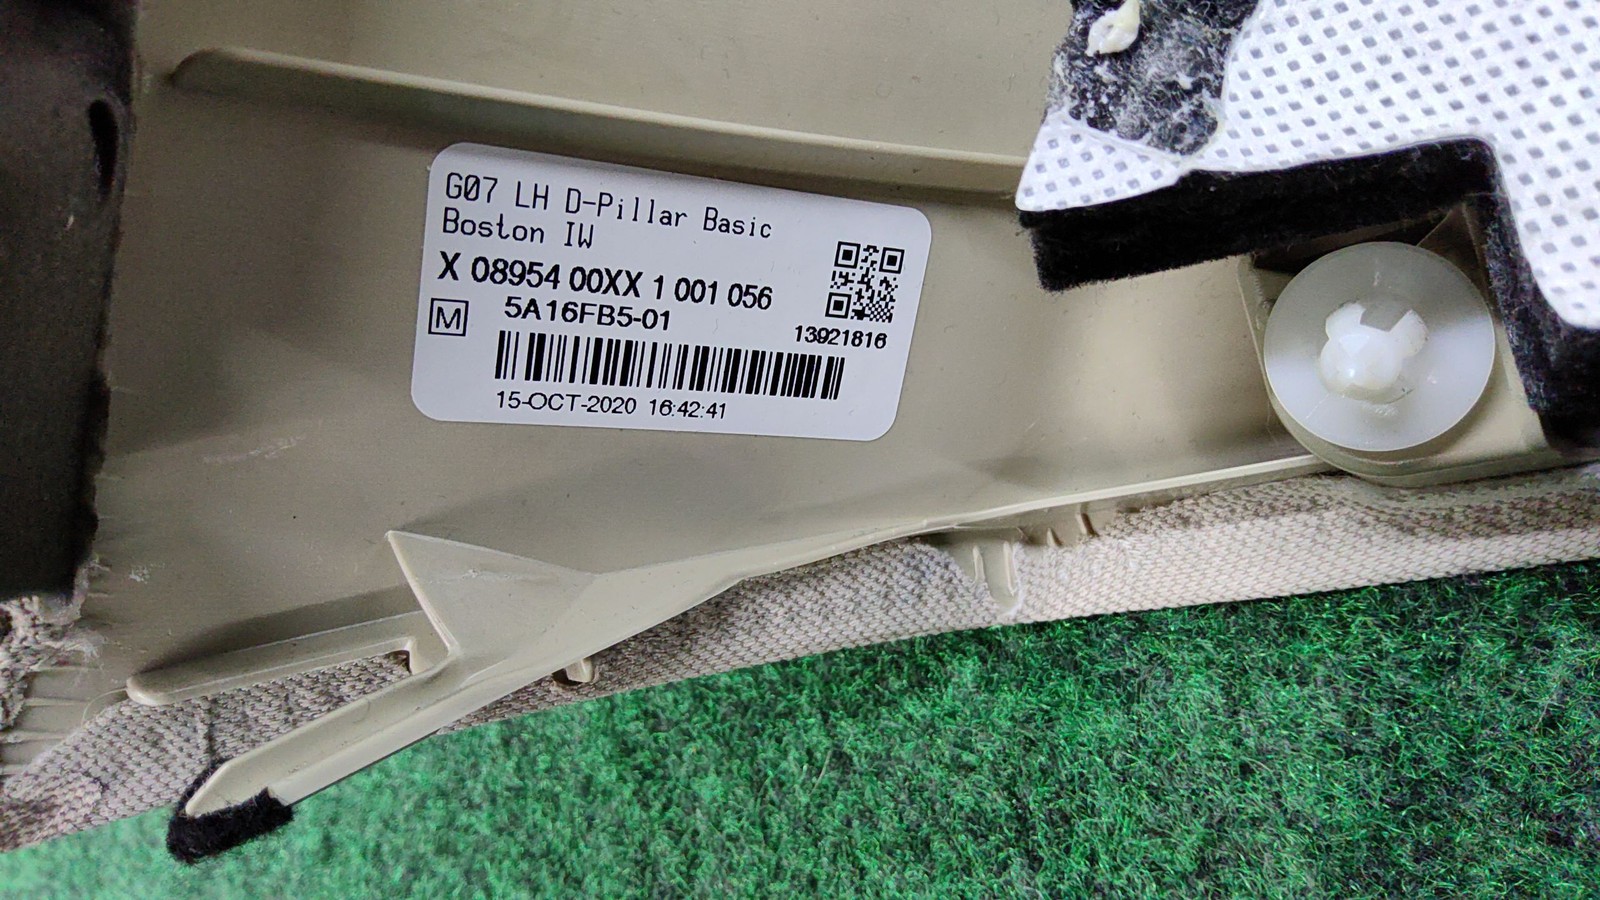 G07 LH D-Pillar Basic
Boston IW
X 08954 00XX 1 001 056
M 5A16FB5-01
13921816
15-OCT-2020 16:42:41